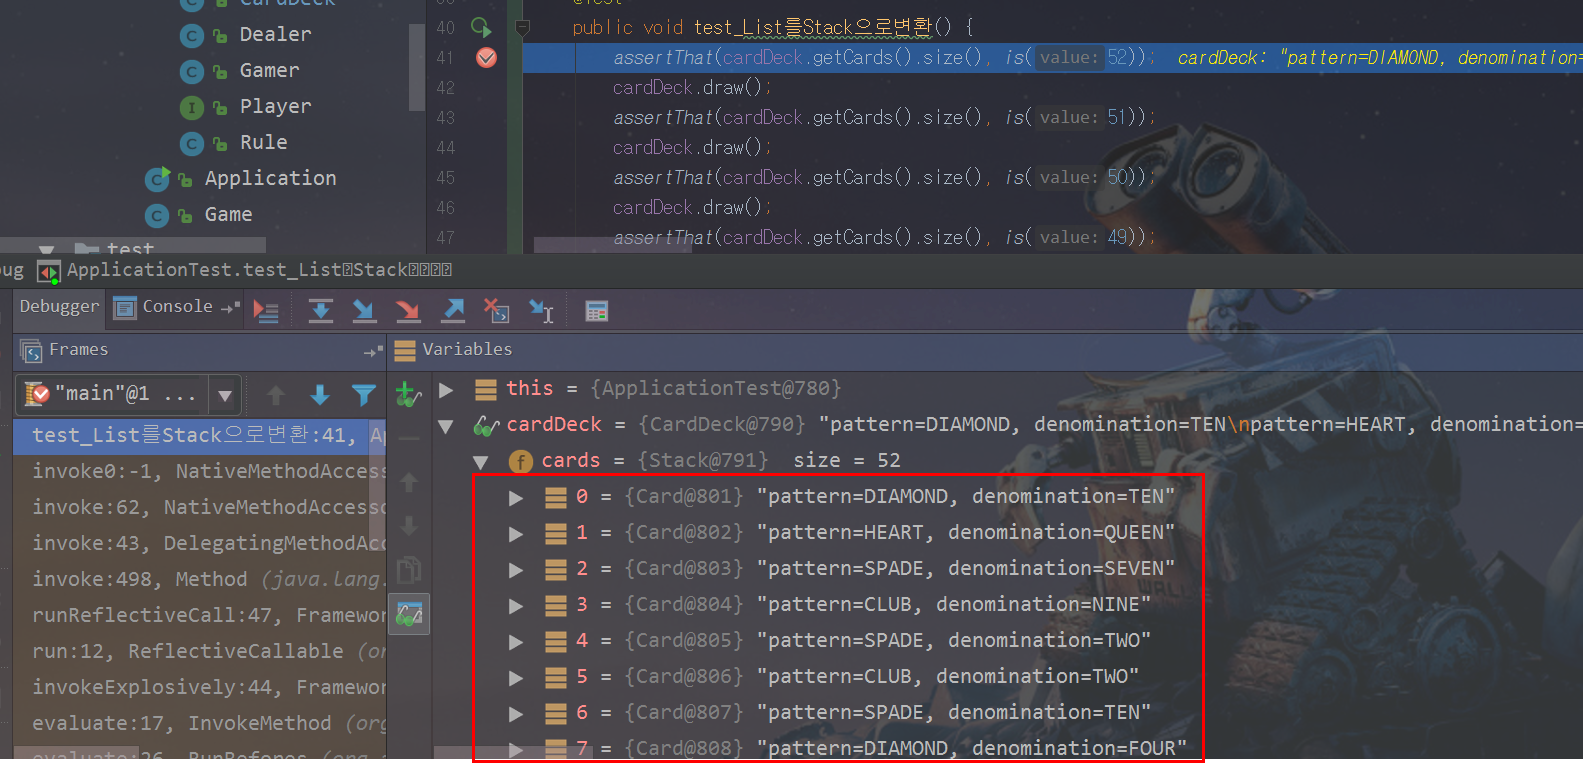 CardDeck
Dealer
Gamer
Player
Rule
Application
Game
test
40 public void test_List를Stack으로변환() {
41 assertThat(cardDeck.getCards().size(), is( value: 52)); cardDeck: "pattern=DIAMOND, denomination=
42 cardDeck.draw();
43 assertThat(cardDeck.getCards().size(), is( value: 51));
44 cardDeck.draw();
45 assertThat(cardDeck.getCards().size(), is( value: 50));
46 cardDeck.draw();
47 assertThat(cardDeck.getCards().size(), is( value: 49));
ug ApplicationTest.test_List▯Stack▯▯▯▯
Debugger Console
Frames
"main"@1 ...
test_List를Stack으로변환:41, Ap
invoke0:-1, NativeMethodAccess
invoke:62, NativeMethodAccesso
invoke:43, DelegatingMethodAcc
invoke:498, Method (java.lang.
runReflectiveCall:47, Framewor
run:12, ReflectiveCallable (or
invokeExplosively:44, Framewor
evaluate:17, InvokeMethod (org
evaluate:26, RunBefores (org.
Variables
this = {ApplicationTest@780}
cardDeck = {CardDeck@790} "pattern=DIAMOND, denomination=TEN\npattern=HEART, denomination=
f cards = {Stack@791} size = 52
0 = {Card@801} "pattern=DIAMOND, denomination=TEN"
1 = {Card@802} "pattern=HEART, denomination=QUEEN"
2 = {Card@803} "pattern=SPADE, denomination=SEVEN"
3 = {Card@804} "pattern=CLUB, denomination=NINE"
4 = {Card@805} "pattern=SPADE, denomination=TWO"
5 = {Card@806} "pattern=CLUB, denomination=TWO"
6 = {Card@807} "pattern=SPADE, denomination=TEN"
7 = {Card@808} "pattern=DIAMOND, denomination=FOUR"